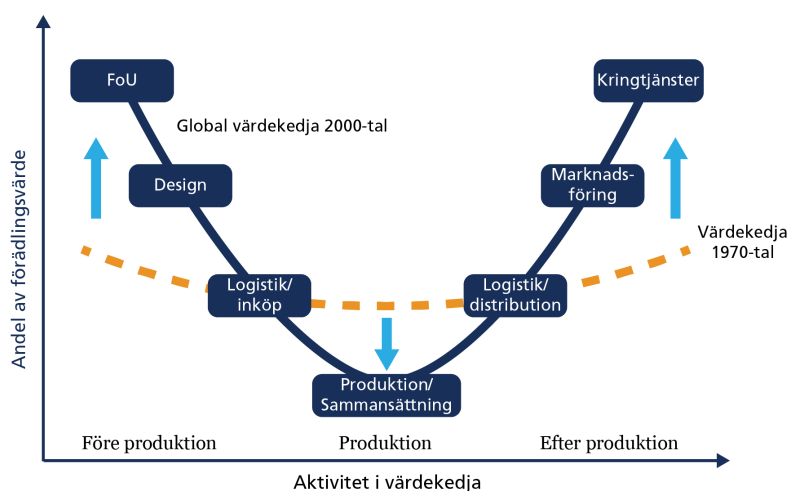 FoU
Kringtjänster
Global värdekedja 2000-tal
Design
Marknads-
föring
Värdekedja
1970-tal
Andel av förädlingsvärde
Logistik/
inköp
Logistik/
distribution
Produktion/
Sammansättning
Före produktion
Produktion
Efter produktion
Aktivitet i värdekedja